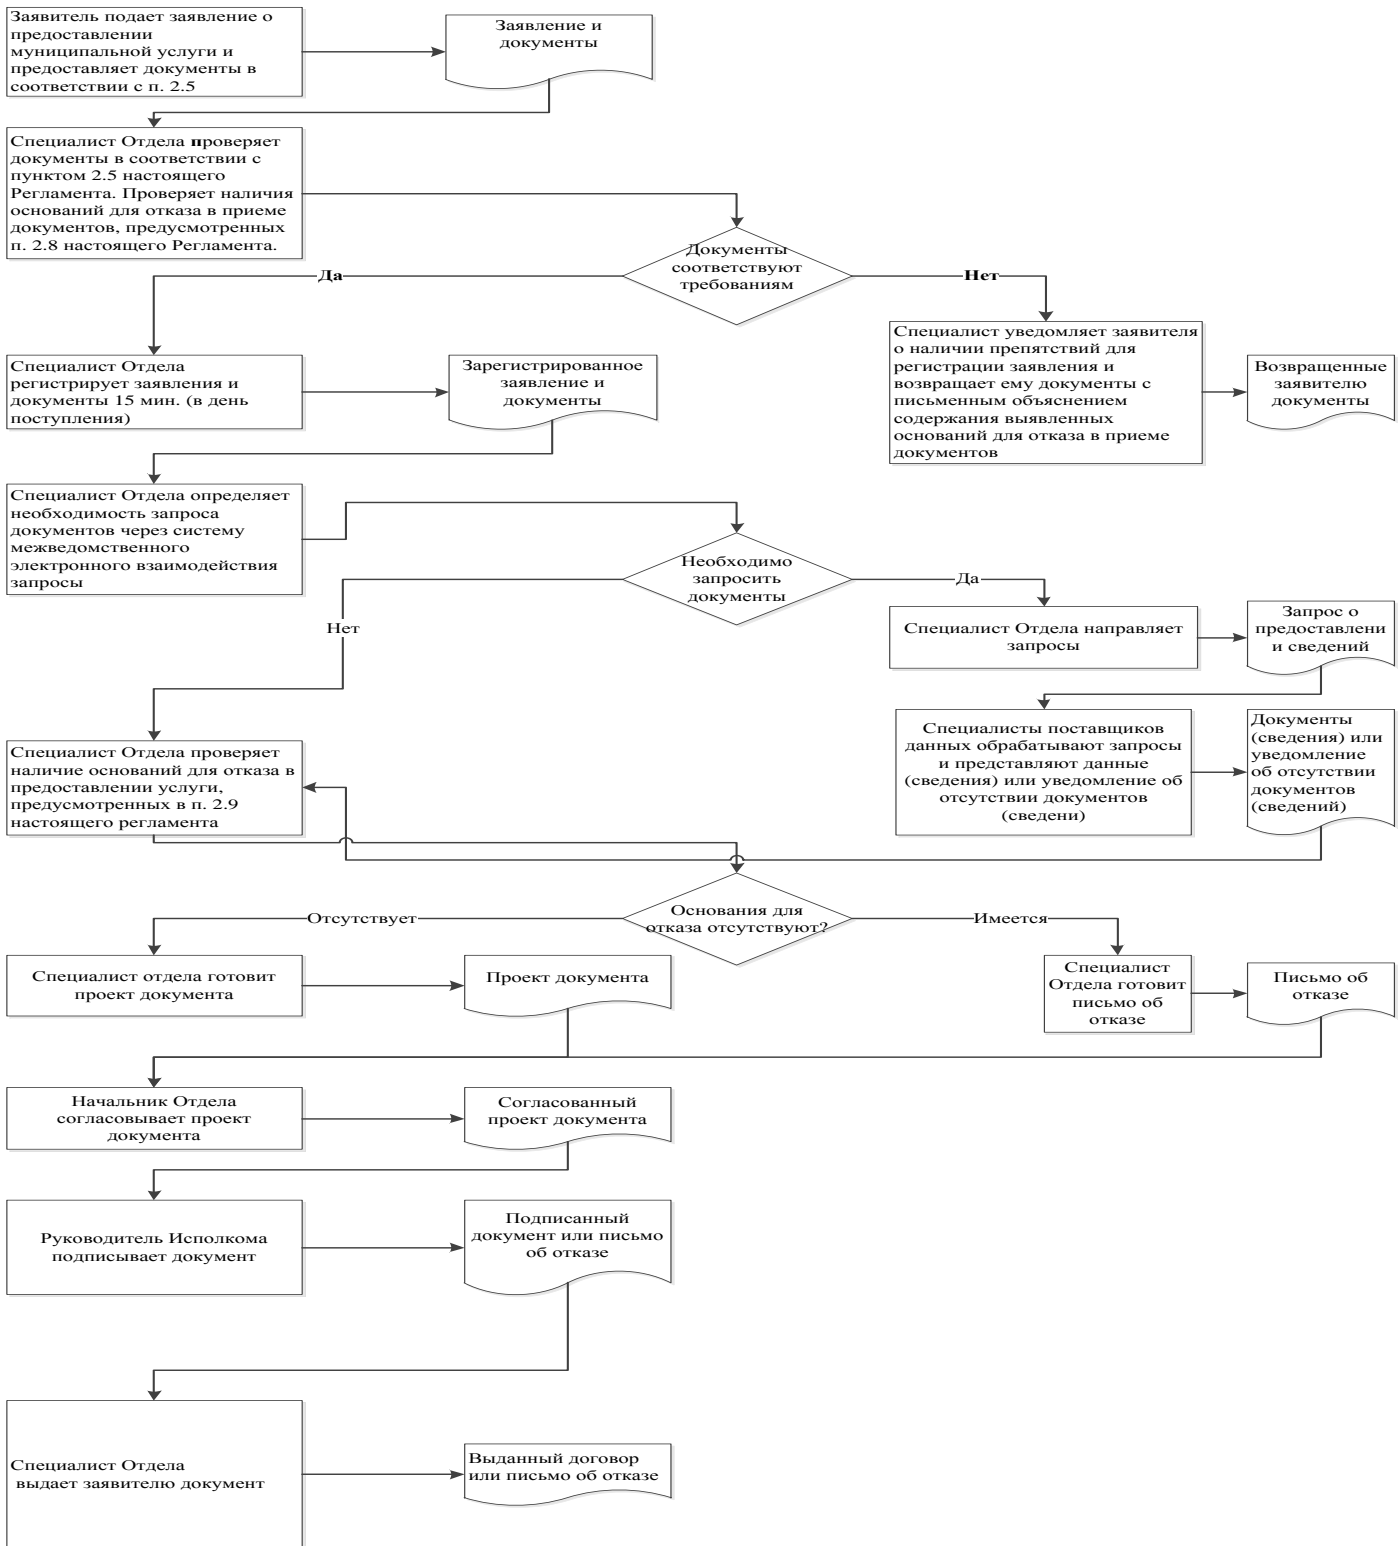 Заявитель подает заявление о
предоставлении
муниципальной услуги и
предоставляет документы в
соответствии с п. 2.5
Заявление и
документы
Специалист Отдела проверяет
документы в соответствии с
пунктом 2.5 настоящего
Регламента. Проверяет наличия
оснований для отказа в приеме
документов, предусмотренных
п. 2.8 настоящего Регламента.
Документы
соответствуют
требованиям
Да
Нет
Специалист Отдела
регистрирует заявления и
документы 15 мин. (в день
поступления)
Зарегистрированное
заявление и
документы
Специалист уведомляет заявителя
о наличии препятствий для
регистрации заявления и
возвращает ему документы с
письменным объяснением
содержания выявленных
оснований для отказа в приеме
документов
Возвращенные
заявителю
документы
Специалист Отдела определяет
необходимость запроса
документов через систему
межведомственного
электронного взаимодействия
запросы
Необходимо
запросить
документы
Да
Нет
Специалист Отдела направляет
запросы
Запрос о
предоставлени
и сведений
Специалисты поставщиков
данных обрабатывают запросы
и представляют данные
(сведения) или уведомление об
отсутствии документов
(сведени)
Документы
(сведения) или
уведомление
об отсутствии
документов
(сведений)
Специалист Отдела проверяет
наличие оснований для отказа в
предоставлении услуги,
предусмотренных в п. 2.9
настоящего регламента
Основания для
отказа отсутствуют?
Отсутствует
Имеется
Специалист отдела готовит
проект документа
Проект документа
Специалист
Отдела готовит
письмо об
отказе
Письмо об
отказе
Начальник Отдела
согласовывает проект
документа
Согласованный
проект документа
Руководитель Исполкома
подписывает документ
Подписанный
документ или письмо
об отказе
Специалист Отдела
выдает заявителю документ
Выданный договор
или письмо об отказе